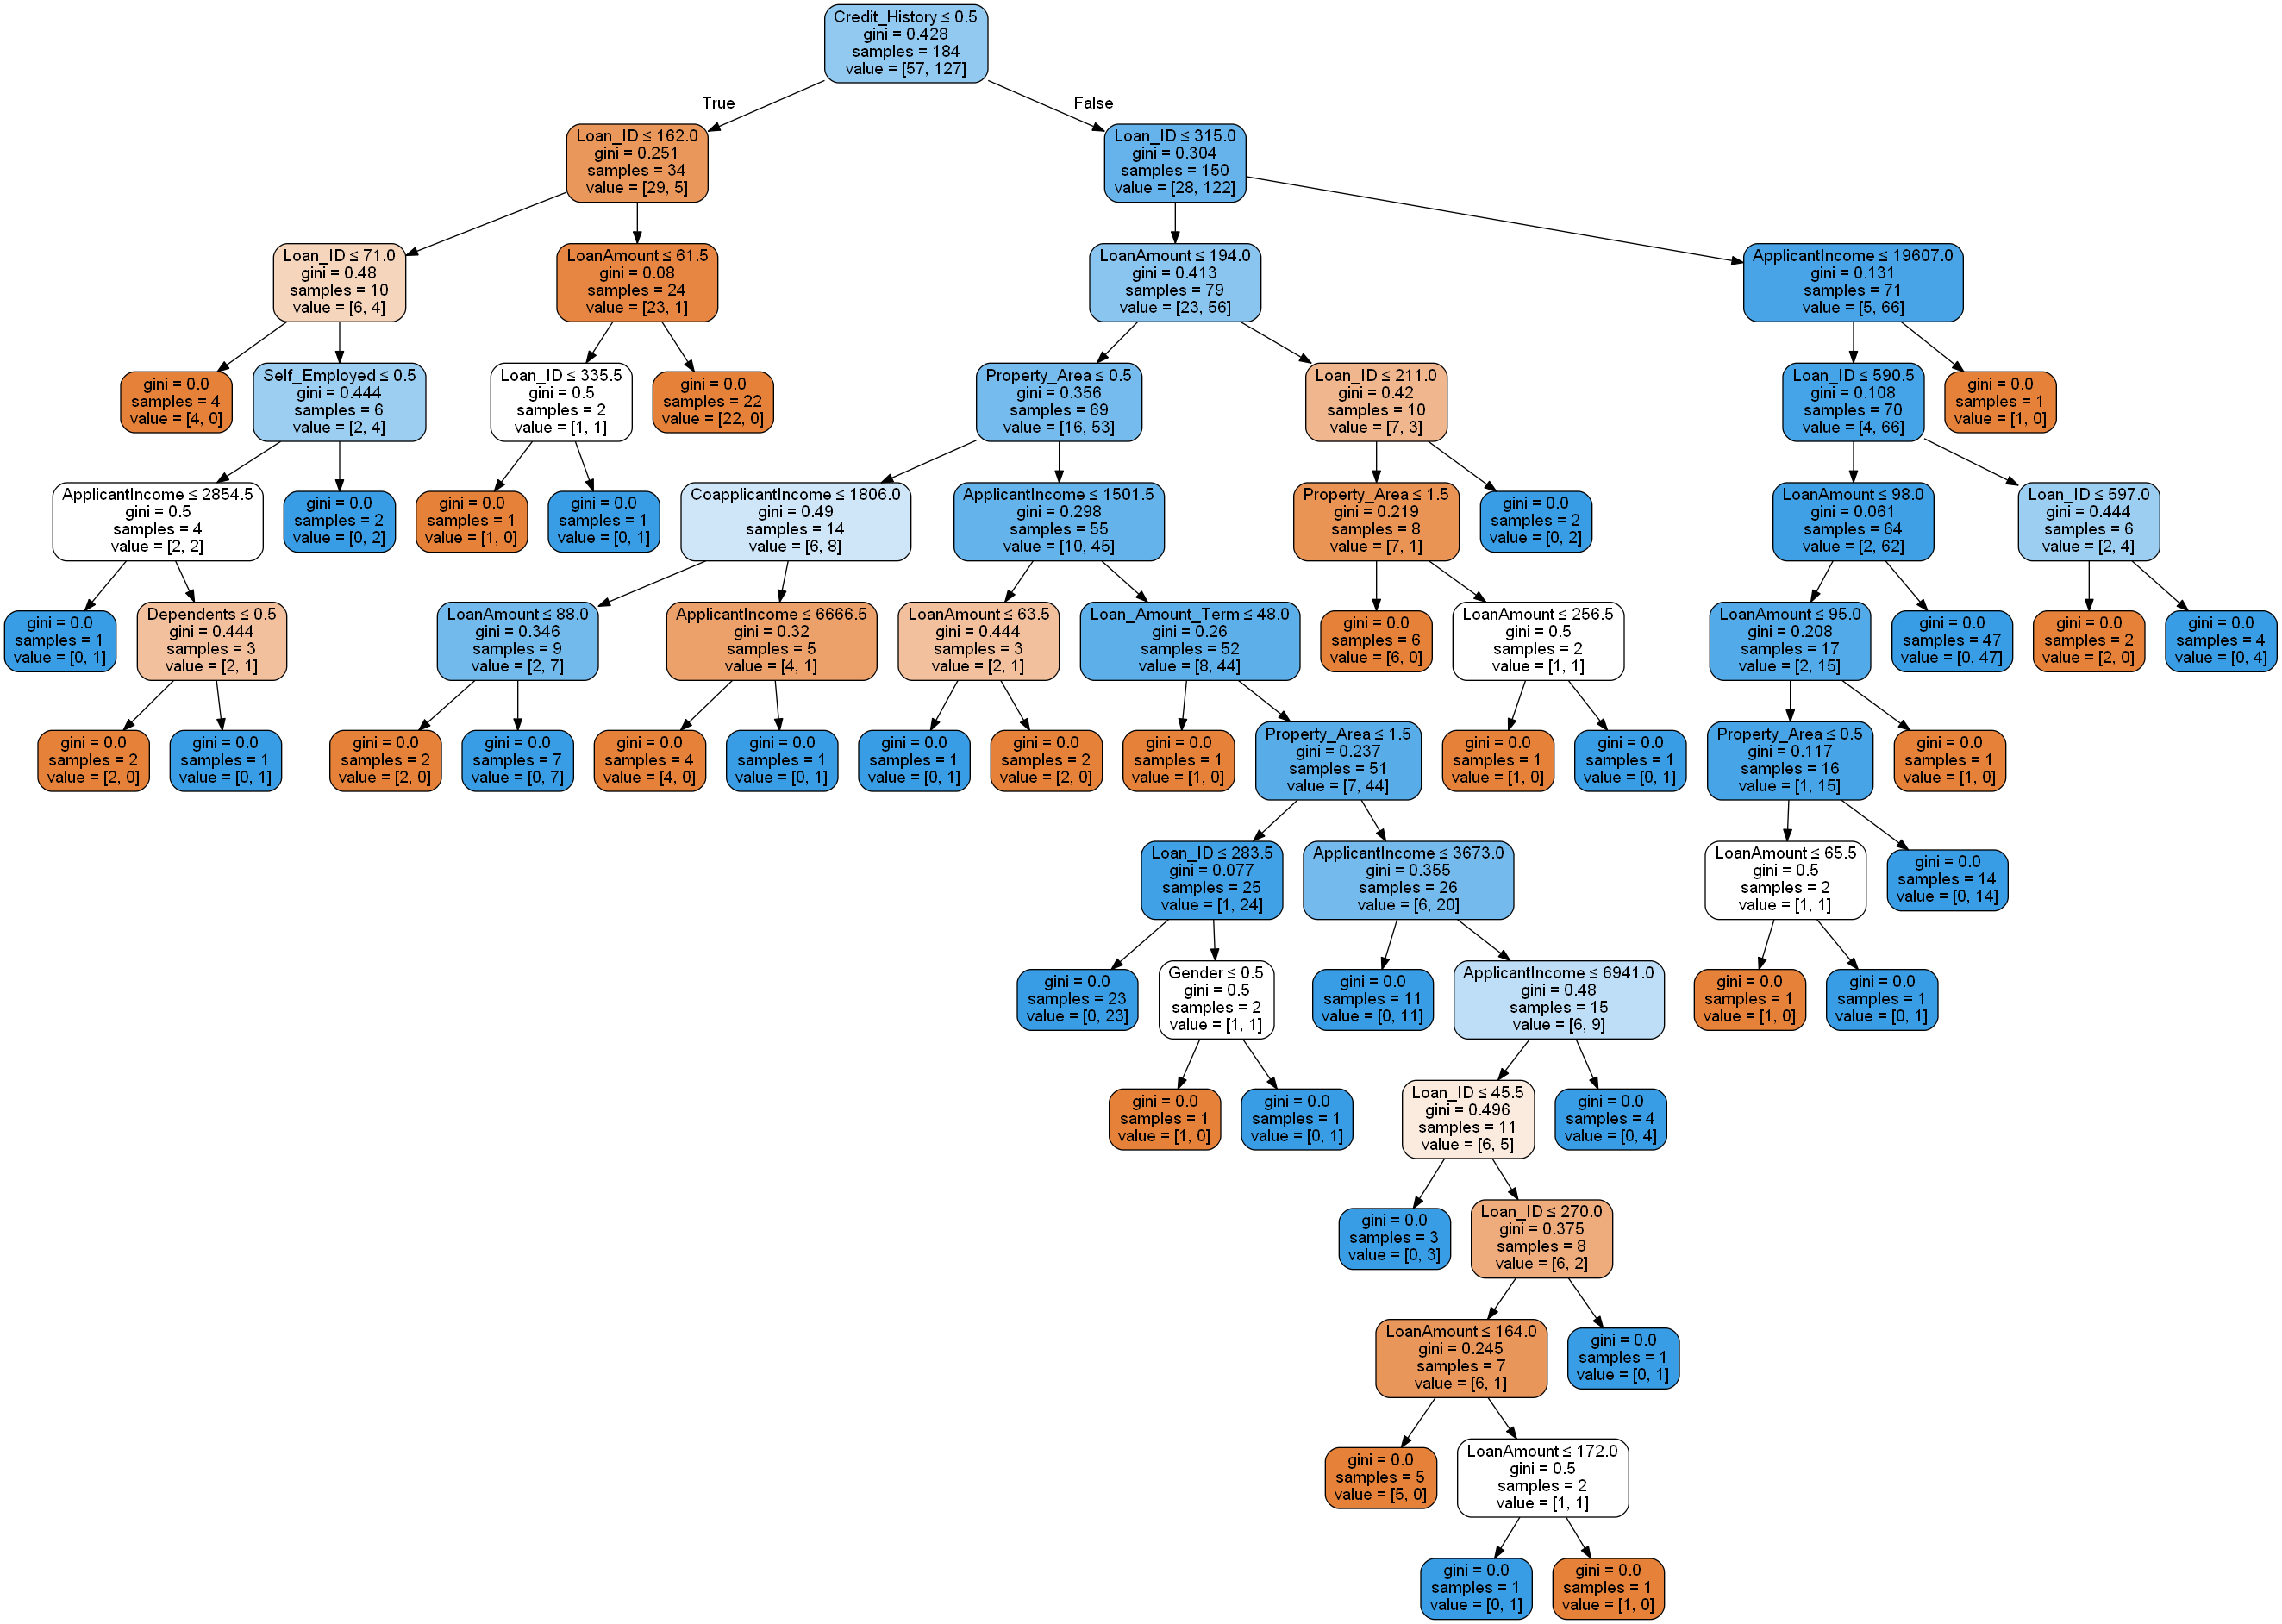 Credit_History ≤ 0.5
gini = 0.428
samples = 184
value = [57, 127]
True
False
Loan_ID ≤ 162.0
gini = 0.251
samples = 34
value = [29, 5]
Loan_ID ≤ 315.0
gini = 0.304
samples = 150
value = [28, 122]
Loan_ID ≤ 71.0
gini = 0.48
samples = 10
value = [6, 4]
LoanAmount ≤ 61.5
gini = 0.08
samples = 24
value = [23, 1]
LoanAmount ≤ 194.0
gini = 0.413
samples = 79
value = [23, 56]
ApplicantIncome ≤ 19607.0
gini = 0.131
samples = 71
value = [5, 66]
gini = 0.0
samples = 4
value = [4, 0]
Self_Employed ≤ 0.5
gini = 0.444
samples = 6
value = [2, 4]
Loan_ID ≤ 335.5
gini = 0.5
samples = 2
value = [1, 1]
gini = 0.0
samples = 22
value = [22, 0]
Property_Area ≤ 0.5
gini = 0.356
samples = 69
value = [16, 53]
Loan_ID ≤ 211.0
gini = 0.42
samples = 10
value = [7, 3]
Loan_ID ≤ 590.5
gini = 0.108
samples = 70
value = [4, 66]
gini = 0.0
samples = 1
value = [1, 0]
ApplicantIncome ≤ 2854.5
gini = 0.5
samples = 4
value = [2, 2]
gini = 0.0
samples = 2
value = [0, 2]
gini = 0.0
samples = 1
value = [1, 0]
gini = 0.0
samples = 1
value = [0, 1]
CoapplicantIncome ≤ 1806.0
gini = 0.49
samples = 14
value = [6, 8]
ApplicantIncome ≤ 1501.5
gini = 0.298
samples = 55
value = [10, 45]
Property_Area ≤ 1.5
gini = 0.219
samples = 8
value = [7, 1]
gini = 0.0
samples = 2
value = [0, 2]
LoanAmount ≤ 98.0
gini = 0.061
samples = 64
value = [2, 62]
Loan_ID ≤ 597.0
gini = 0.444
samples = 6
value = [2, 4]
gini = 0.0
samples = 1
value = [0, 1]
Dependents ≤ 0.5
gini = 0.444
samples = 3
value = [2, 1]
LoanAmount ≤ 88.0
gini = 0.346
samples = 9
value = [2, 7]
ApplicantIncome ≤ 6666.5
gini = 0.32
samples = 5
value = [4, 1]
LoanAmount ≤ 63.5
gini = 0.444
samples = 3
value = [2, 1]
Loan_Amount_Term ≤ 48.0
gini = 0.26
samples = 52
value = [8, 44]
gini = 0.0
samples = 6
value = [6, 0]
LoanAmount ≤ 256.5
gini = 0.5
samples = 2
value = [1, 1]
LoanAmount ≤ 95.0
gini = 0.208
samples = 17
value = [2, 15]
gini = 0.0
samples = 47
value = [0, 47]
gini = 0.0
samples = 2
value = [2, 0]
gini = 0.0
samples = 4
value = [0, 4]
gini = 0.0
samples = 2
value = [2, 0]
gini = 0.0
samples = 1
value = [0, 1]
gini = 0.0
samples = 2
value = [2, 0]
gini = 0.0
samples = 7
value = [0, 7]
gini = 0.0
samples = 4
value = [4, 0]
gini = 0.0
samples = 1
value = [0, 1]
gini = 0.0
samples = 1
value = [0, 1]
gini = 0.0
samples = 2
value = [2, 0]
gini = 0.0
samples = 1
value = [1, 0]
Property_Area ≤ 1.5
gini = 0.237
samples = 51
value = [7, 44]
gini = 0.0
samples = 1
value = [1, 0]
gini = 0.0
samples = 1
value = [0, 1]
Property_Area ≤ 0.5
gini = 0.117
samples = 16
value = [1, 15]
gini = 0.0
samples = 1
value = [1, 0]
Loan_ID ≤ 283.5
gini = 0.077
samples = 25
value = [1, 24]
ApplicantIncome ≤ 3673.0
gini = 0.355
samples = 26
value = [6, 20]
LoanAmount ≤ 65.5
gini = 0.5
samples = 2
value = [1, 1]
gini = 0.0
samples = 14
value = [0, 14]
gini = 0.0
samples = 23
value = [0, 23]
Gender ≤ 0.5
gini = 0.5
samples = 2
value = [1, 1]
gini = 0.0
samples = 11
value = [0, 11]
ApplicantIncome ≤ 6941.0
gini = 0.48
samples = 15
value = [6, 9]
gini = 0.0
samples = 1
value = [1, 0]
gini = 0.0
samples = 1
value = [0, 1]
gini = 0.0
samples = 1
value = [1, 0]
gini = 0.0
samples = 1
value = [0, 1]
Loan_ID ≤ 45.5
gini = 0.496
samples = 11
value = [6, 5]
gini = 0.0
samples = 4
value = [0, 4]
gini = 0.0
samples = 3
value = [0, 3]
Loan_ID ≤ 270.0
gini = 0.375
samples = 8
value = [6, 2]
LoanAmount ≤ 164.0
gini = 0.245
samples = 7
value = [6, 1]
gini = 0.0
samples = 1
value = [0, 1]
gini = 0.0
samples = 5
value = [5, 0]
LoanAmount ≤ 172.0
gini = 0.5
samples = 2
value = [1, 1]
gini = 0.0
samples = 1
value = [0, 1]
gini = 0.0
samples = 1
value = [1, 0]